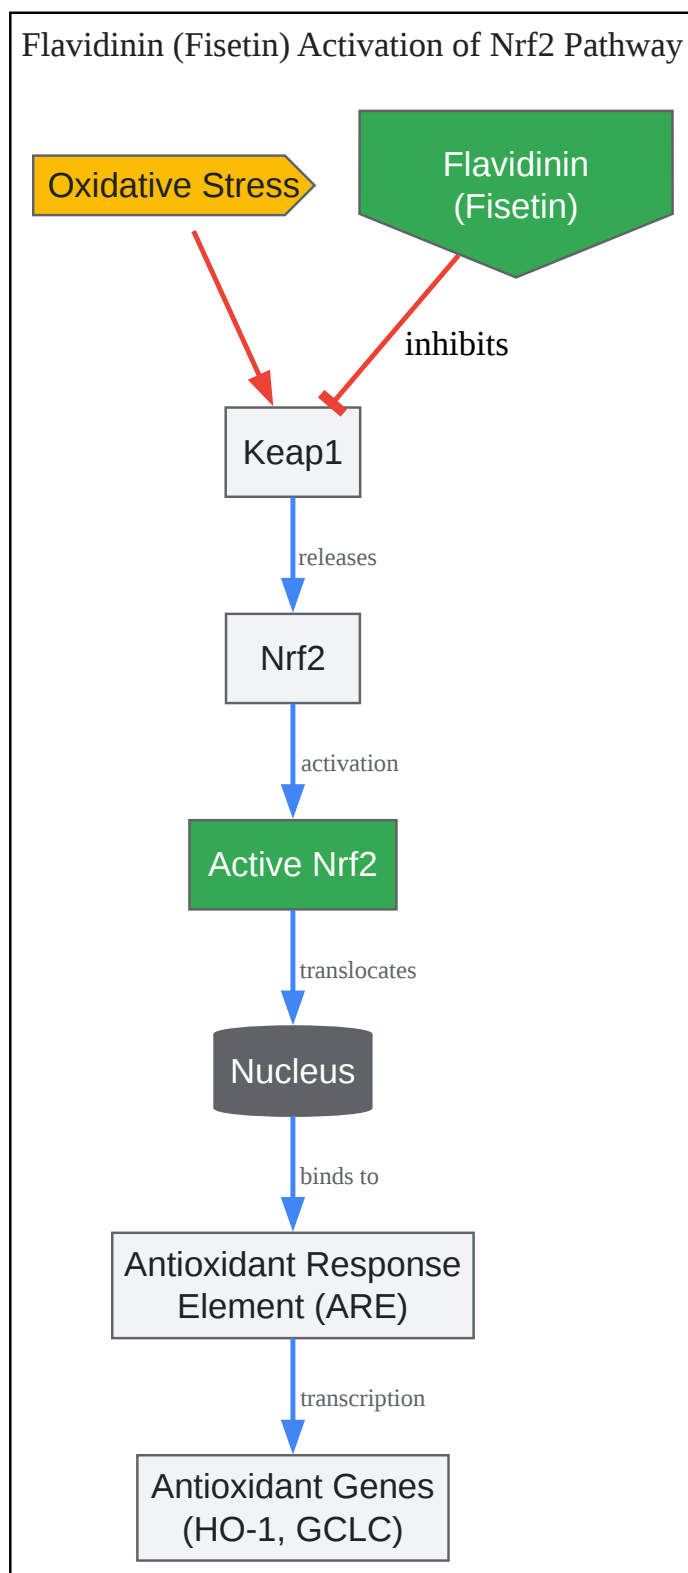 Flavidinin (Fisetin) Activation of Nrf2 Pathway
Oxidative Stress
Flavidinin
(Fisetin)
inhibits
Keap1
releases
Nrf2
activation
Active Nrf2
translocates
Nucleus
binds to
Antioxidant Response
Element (ARE)
transcription
Antioxidant Genes
(HO-1, GCLC)